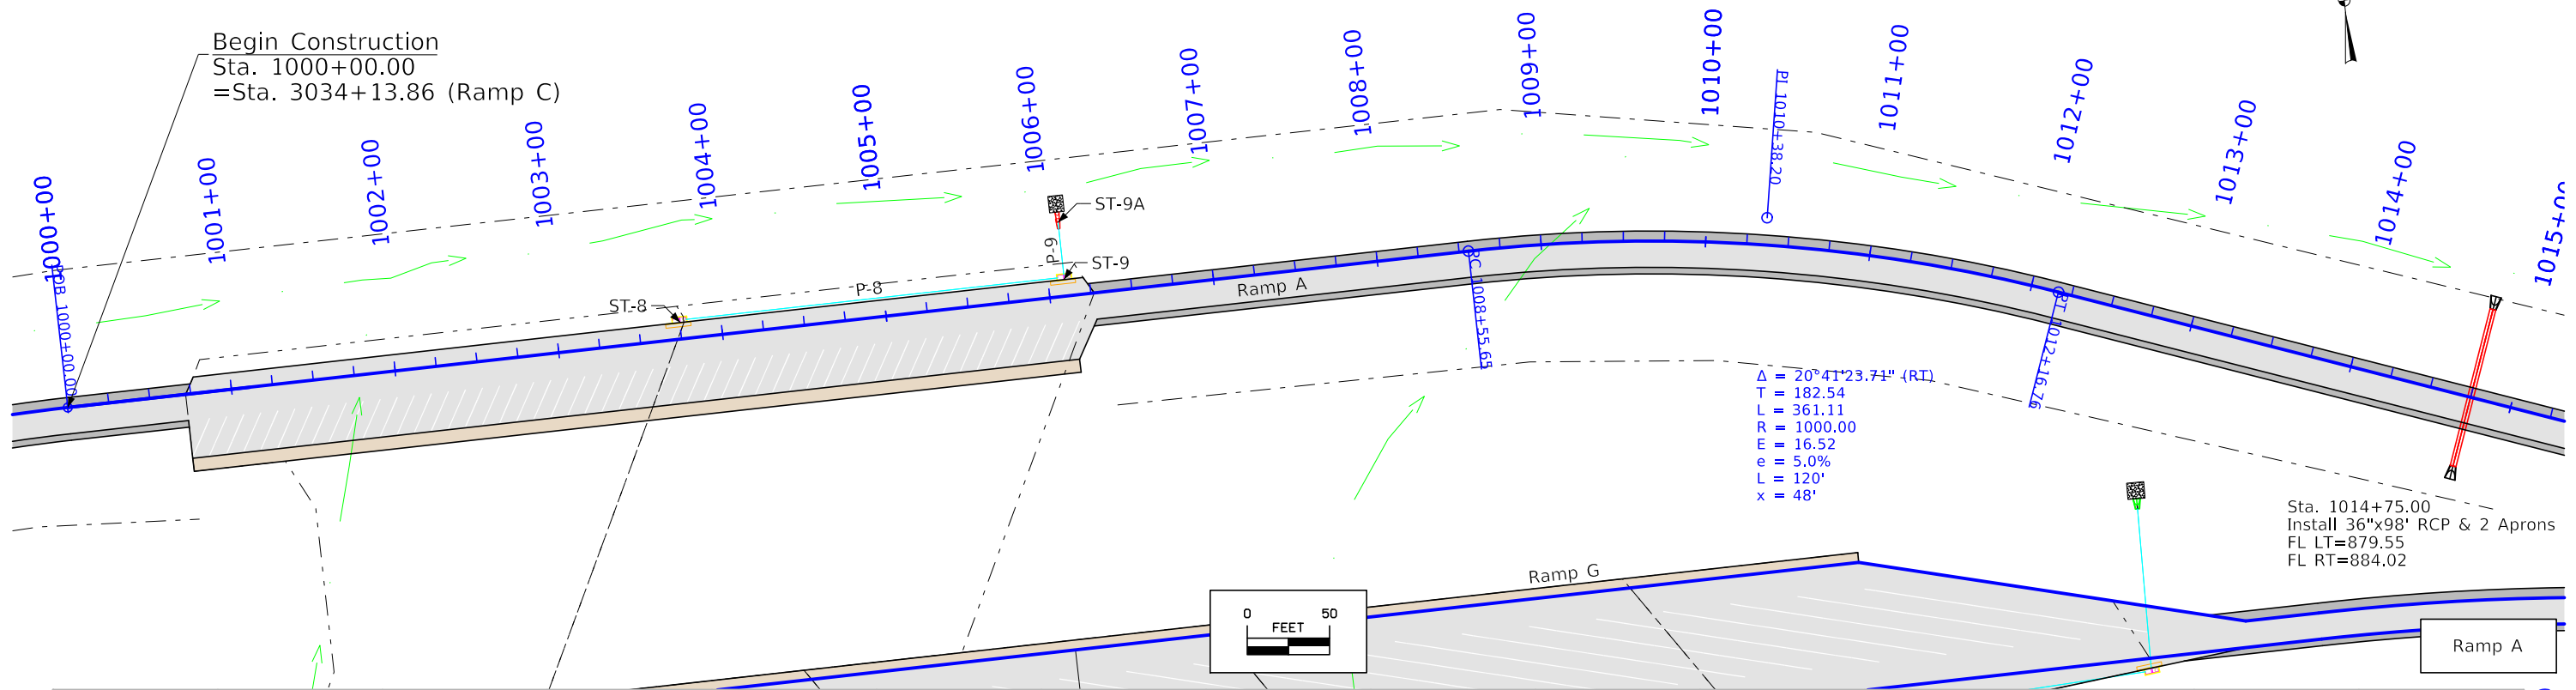 Begin Construction
Sta. 1000+00.00
=Sta. 3034+13.86 (Ramp C)
1000+00
1001+00
1002+00
1003+00
1004+00
1005+00
1006+00
1007+00
1008+00
1009+00
1010+00
1011+00
1012+00
1013+00
1014+00
1015+00
POB 1000+00.00
PI 1010+38.20
ST-9A
P-9
ST-9
P-8
ST-8
Ramp A
PC 1008+55.65
PT 1012+16.76
Δ = 20°41'23.71" (RT)
T = 182.54
L = 361.11
R = 1000.00
E = 16.52
e = 5.0%
L = 120'
x = 48'
Sta. 1014+75.00
Install 36"x98' RCP & 2 Aprons
FL LT=879.55
FL RT=884.02
Ramp G
0 50
FEET
Ramp A